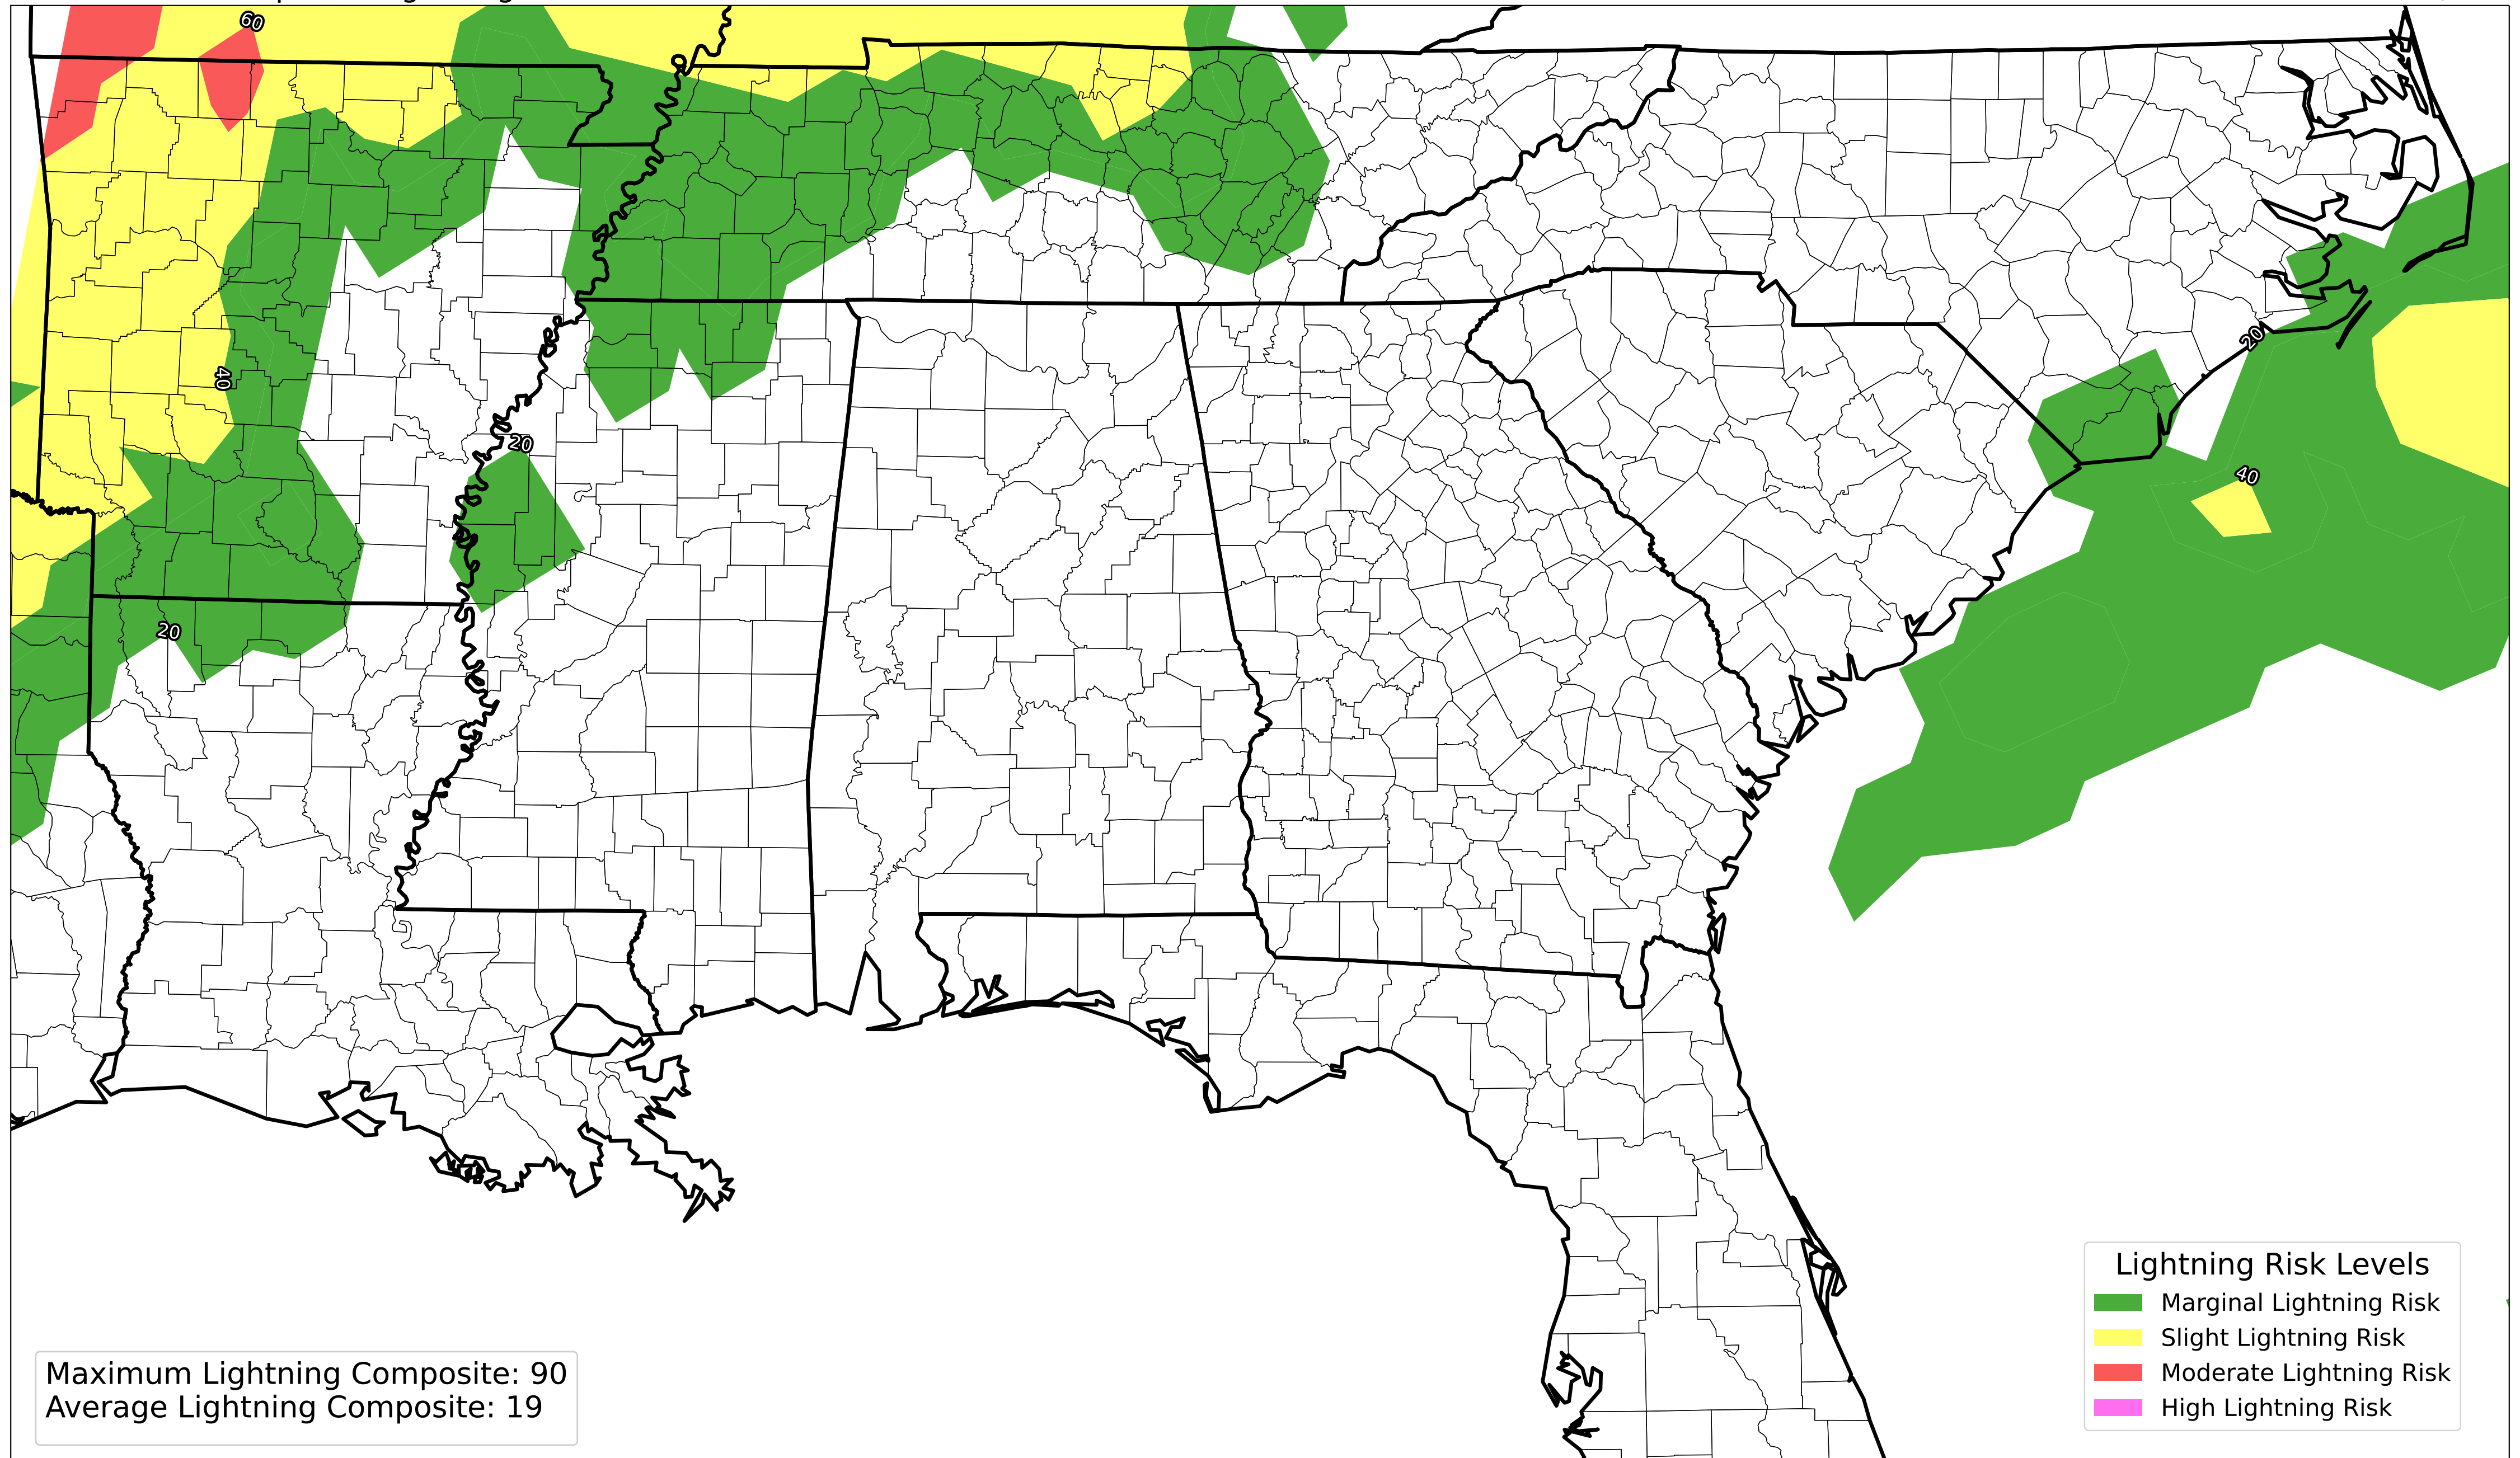 60
40
20
20
20
40
Lightning Risk Levels
Marginal Lightning Risk
Slight Lightning Risk
Moderate Lightning Risk
High Lightning Risk
Maximum Lightning Composite: 90
Average Lightning Composite: 19